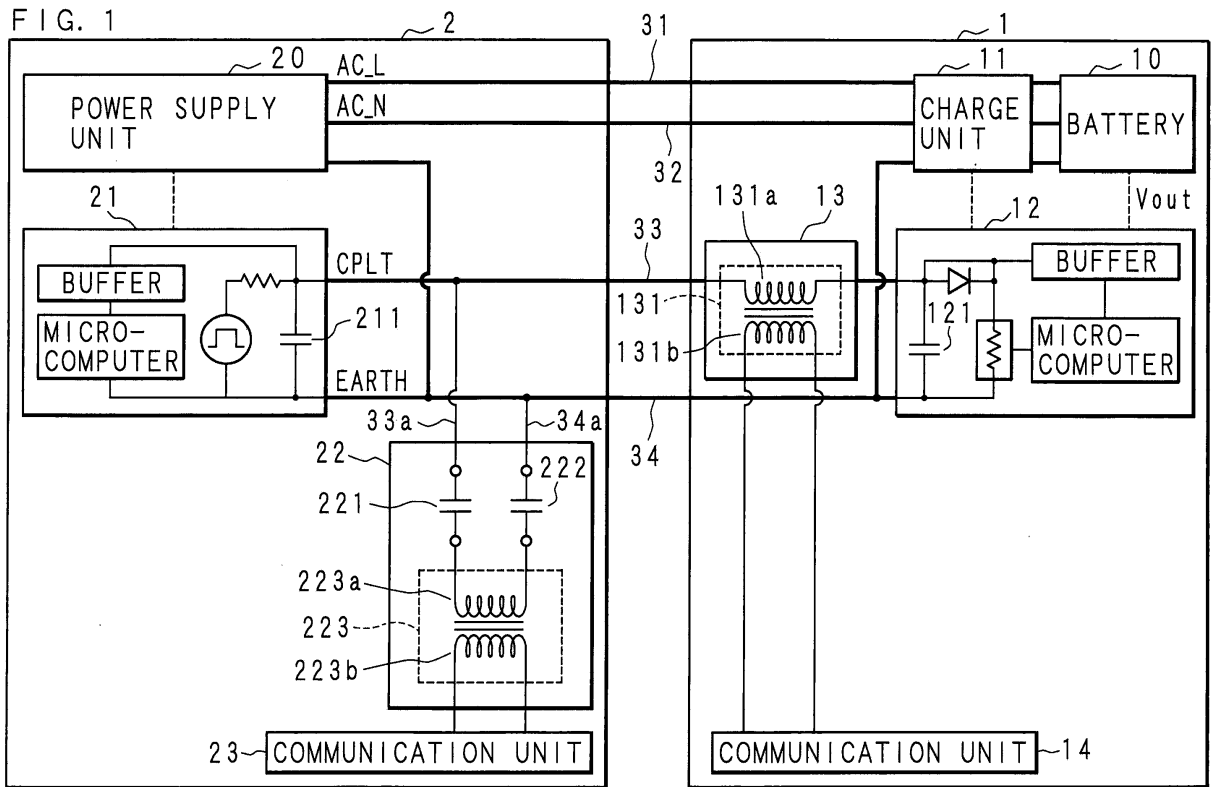 FIG. 1
2
31
1
20
AC_L
11
10
POWER SUPPLY
UNIT
AC_N
CHARGE
UNIT
BATTERY
32
21
131a
13
12
Vout
CPLT
33
BUFFER
BUFFER
131
121
MICRO-
COMPUTER
211
131b
MICRO-
COMPUTER
EARTH
33a
34a
34
22
222
221
223a
223
223b
23
COMMUNICATION UNIT
COMMUNICATION UNIT
14